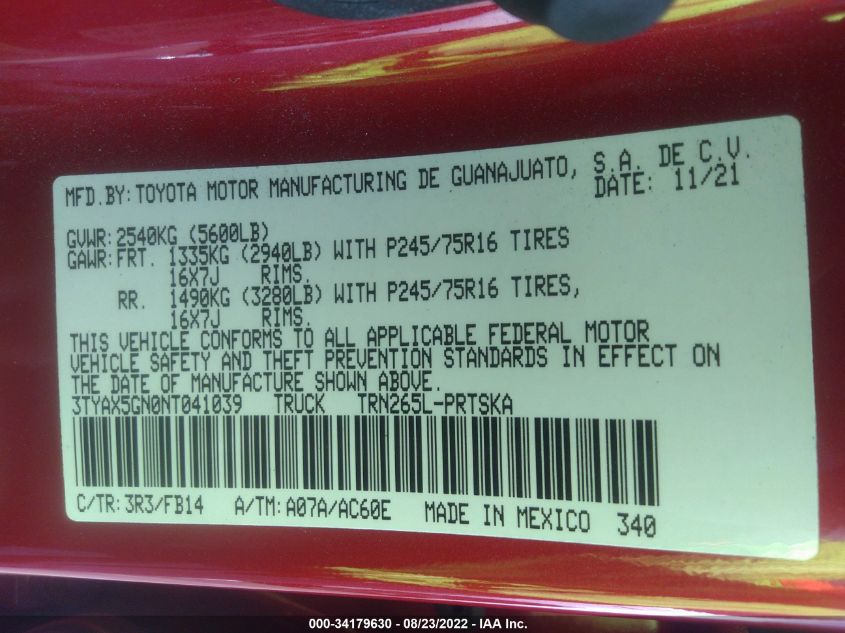 MFD.BY: TOYOTA MOTOR MANUFACTURING DE GUANAJUATO, S.A. DE C.V.
DATE: 11/21
GVWR: 2540KG (5600LB)
GAWR: FRT. 1335KG (2940LB) WITH P245/75R16 TIRES
16X7J RIMS.
RR. 1490KG (3280LB) WITH P245/75R16 TIRES,
16X7J RIMS.
THIS VEHICLE CONFORMS TO ALL APPLICABLE FEDERAL MOTOR
VEHICLE SAFETY AND THEFT PREVENTION STANDARDS IN EFFECT ON
THE DATE OF MANUFACTURE SHOWN ABOVE.
3TYAX5GN0NT041039 TRUCK TRN265L-PRTSKA
C/TR: 3R3/FB14 A/TM: A07A/AC60E MADE IN MEXICO 340
000-34179630 - 08/23/2022 - IAA Inc.